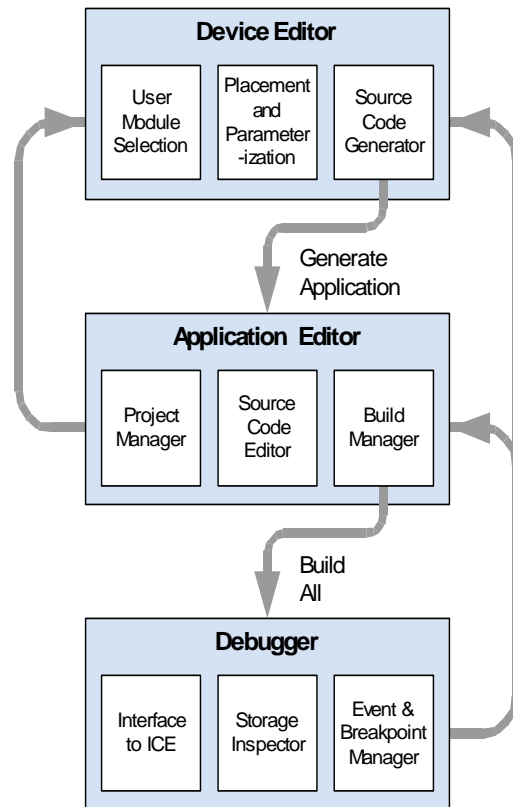 Device Editor
User
Module
Selection
Placement
and
Parameter
-ization
Source
Code
Generator
Generate
Application
Application Editor
Project
Manager
Source
Code
Editor
Build
Manager
Build
All
Debugger
Interface
to ICE
Storage
Inspector
Event &
Breakpoint
Manager